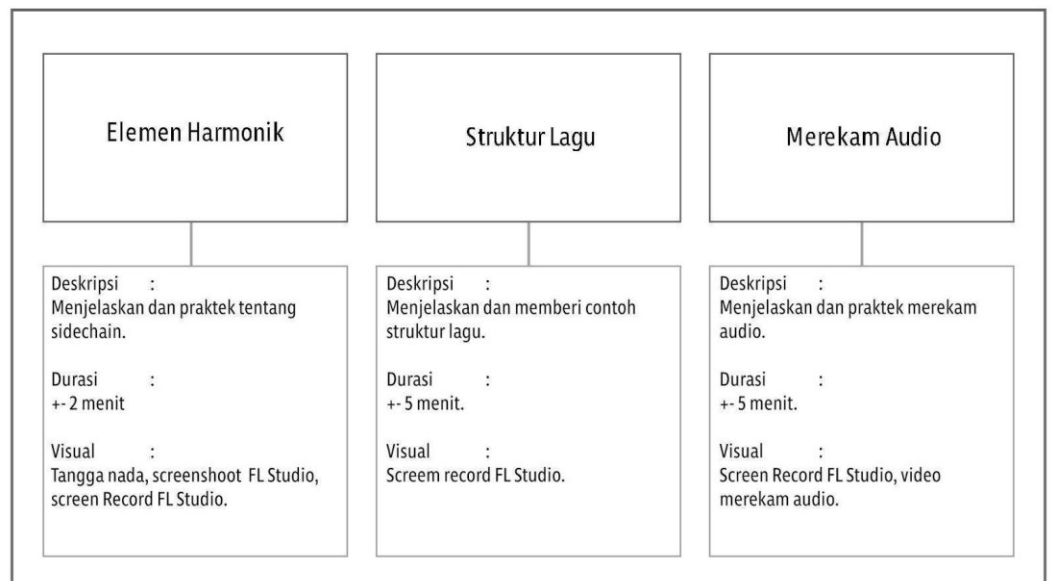 Elemen Harmonik
Deskripsi :
Menjelaskan dan praktek tentang
sidechain.
Durasi :
+- 2 menit
Visual :
Tangga nada, screenshoot FL Studio,
screen Record FL Studio.
Struktur Lagu
Deskripsi :
Menjelaskan dan memberi contoh
struktur lagu.
Durasi :
+- 5 menit.
Visual :
Screem record FL Studio.
Merekam Audio
Deskripsi :
Menjelaskan dan praktek merekam
audio.
Durasi :
+- 5 menit.
Visual :
Screen Record FL Studio, video
merekam audio.